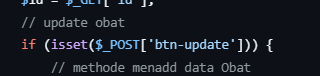 $id = $_GET['id'];
// update obat
if (isset($_POST['btn-update'])) {
// methode menadd data Obat